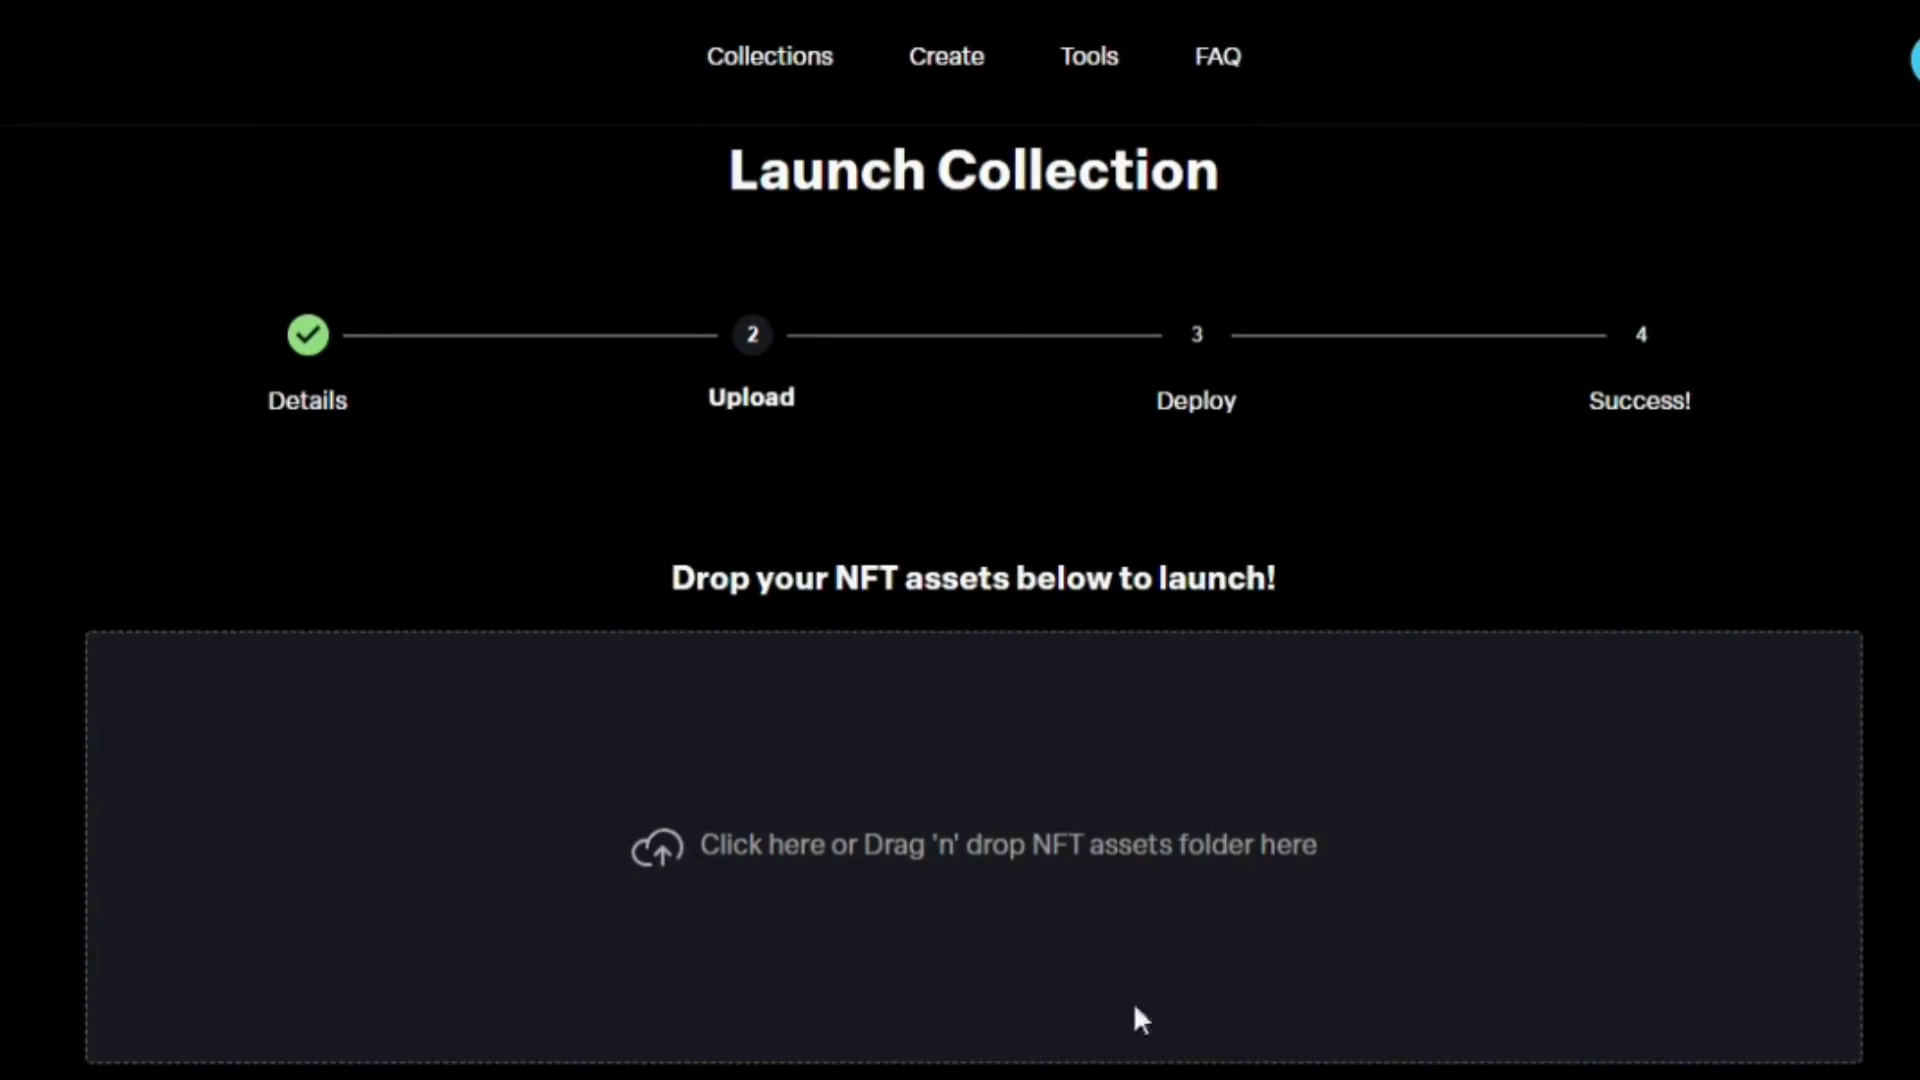 Collections Create Tools FAQ
Launch Collection
2 3 4
Details Upload Deploy Success!
Drop your NFT assets below to launch!
Click here or Drag 'n' drop NFT assets folder here